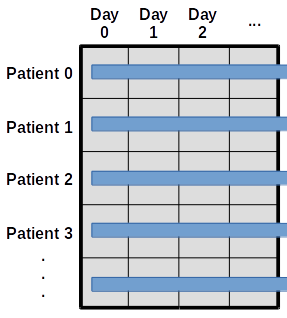 Day Day Day
0 1 2 ...
Patient 0
Patient 1
Patient 2
Patient 3
.
.
.